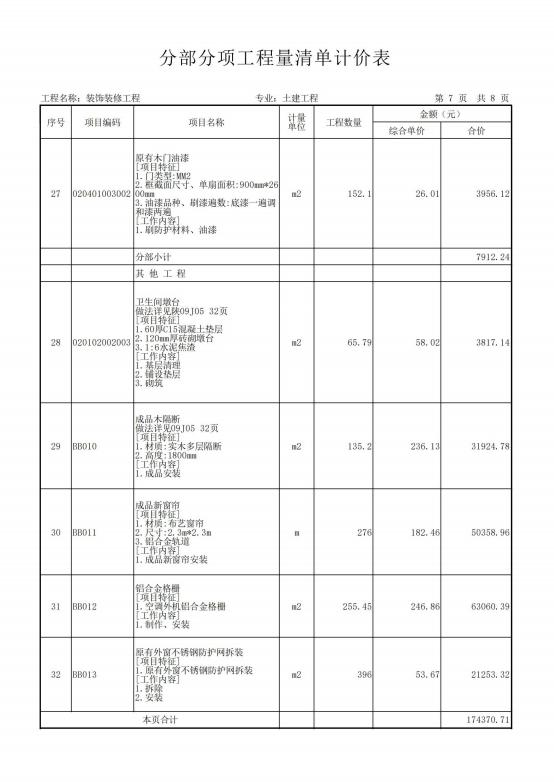 分部分项工程量清单计价表
工程名称：装饰装修工程 专业：土建工程 第 7 页 共 8 页
序号 项目编码 项目名称 计量单位 工程数量 金额（元）
综合单价 合价
原有木门油漆
[项目特征]
1.门类型:MM2
2.框截面尺寸、单扇面积:900mm*26
27 020401003002 00mm m2 152.1 26.01 3956.12
3.油漆品种、刷漆遍数:底漆一遍调
和漆两遍
[工作内容]
1.刷防护材料、油漆
分部小计 7912.24
其 他 工 程
卫生间墩台
做法详见陕09J05 32页
[项目特征]
1.60厚C15混凝土垫层
28 020102002003 2.120mm厚砖砌墩台 m2 65.79 58.02 3817.14
3.1:6水泥焦渣
[工作内容]
1.基层清理
2.铺设垫层
3.砌筑
成品木隔断
做法详见09J05 32页
[项目特征]
29 BB010 1.材质:实木多层隔断 m2 135.2 236.13 31924.78
2.高度:1800mm
[工作内容]
1.成品安装
成品新窗帘
[项目特征]
1.材质:布艺窗帘
30 BB011 2.尺寸:2.3m*2.3m m 276 182.46 50358.96
3.铝合金轨道
[工作内容]
1.成品新窗帘安装
铝合金格栅
[项目特征]
31 BB012 1.空调外机铝合金格栅 m2 255.45 246.86 63060.39
[工作内容]
1.制作、安装
原有外窗不锈钢防护网拆装
[项目特征]
1.原有外窗不锈钢防护网拆装
32 BB013 [工作内容] m2 396 53.67 21253.32
1.拆除
2.安装
本页合计 174370.71